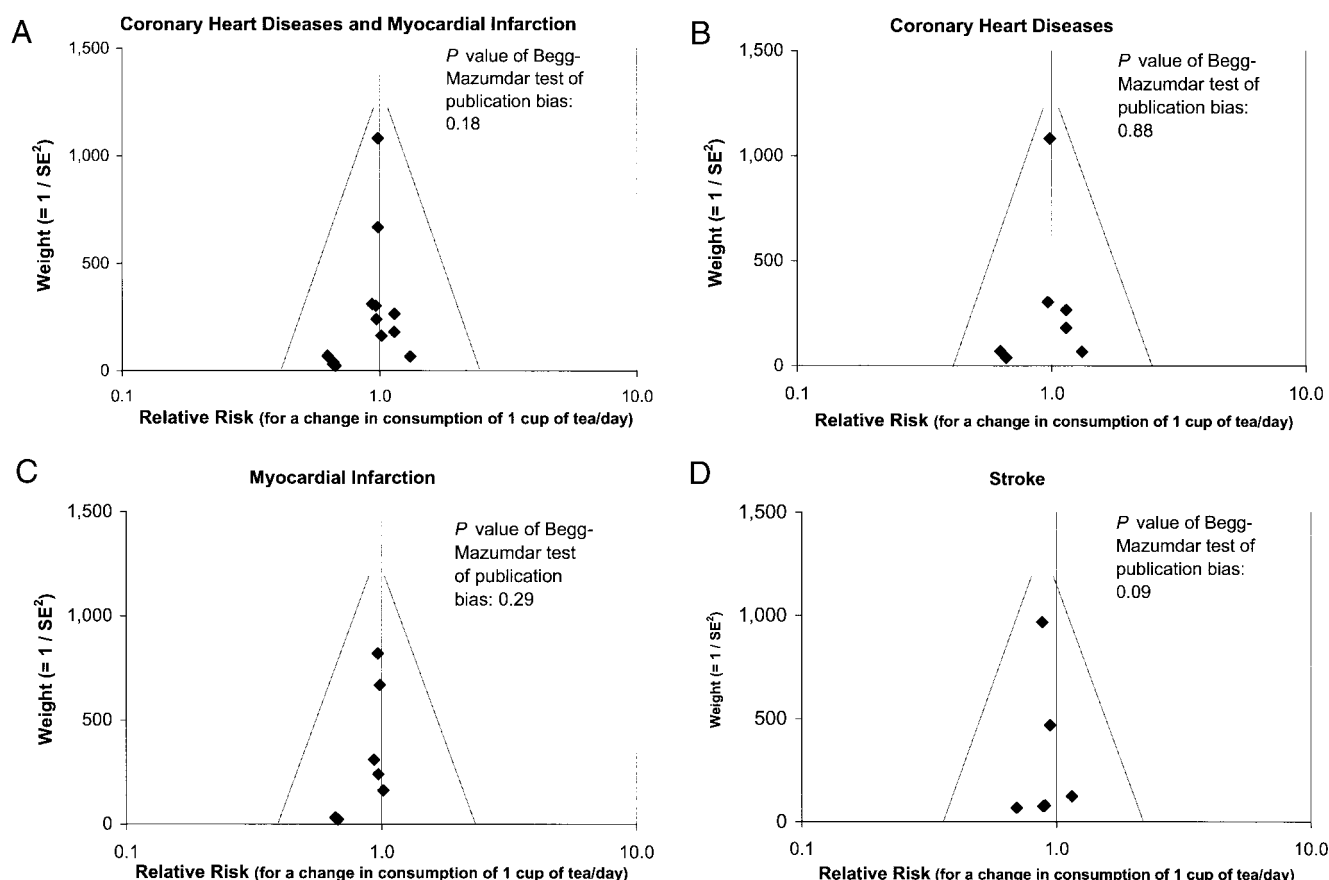 A
Coronary Heart Diseases and Myocardial Infarction
P value of Begg-
Mazumdar test of
publication bias:
0.18
1,500
1,000
500
0
Weight (= 1 / SE²)
0.1
1.0
10.0
Relative Risk (for a change in consumption of 1 cup of tea/day)
B
Coronary Heart Diseases
P value of Begg-
Mazumdar test of
publication bias:
0.88
1,500
1,000
500
0
Weight (= 1 / SE²)
0.1
1.0
10.0
Relative Risk (for a change in consumption of 1 cup of tea/day)
C
Myocardial Infarction
P value of Begg-
Mazumdar test
of publication
bias: 0.29
1,500
1,000
500
0
Weight (= 1 / SE²)
0.1
1.0
10.0
Relative Risk (for a change in consumption of 1 cup of tea/day)
D
Stroke
P value of Begg-
Mazumdar test of
publication bias:
0.09
1,500
1,000
500
0
Weight (= 1 / SE²)
0.1
1.0
10.0
Relative Risk (for a change in consumption of 1 cup of tea/day)